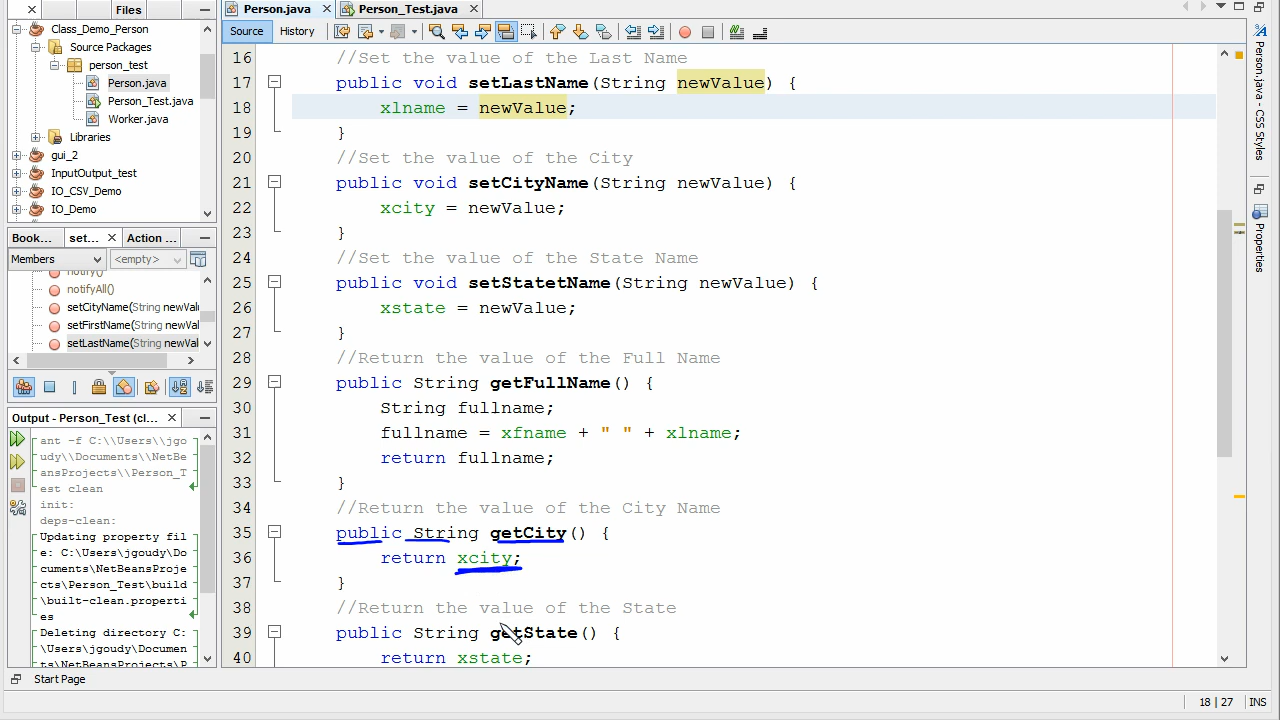 Files
Person.java
Person_Test.java
Source
History
Class_Demo_Person
Source Packages
person_test
Person.java
Person_Test.java
Worker.java
Libraries
gui_2
InputOutput_test
IO_CSV_Demo
IO_Demo
Book...
set...
Action ...
Members
<empty>
notify()
notifyAll()
setCityName(String newVal
setFirstName(String newVal
setLastName(String newVal
Output - Person_Test (cl...
ant -f C:\\Users\\jgo
udy\\Documents\\NetBe
ansProjects\\Person_T
est clean
init:
deps-clean:
Updating property fil
e: C:\Users\jgoudy\Do
cuments\NetBeansProje
cts\Person_Test\build
\built-clean.properti
es
Deleting directory C:
\Users\jgoudy\Documen
ts\NetBeansProjects\P
16 //Set the value of the Last Name
17 public void setLastName(String newValue) {
18 xlname = newValue;
19 }
20 //Set the value of the City
21 public void setCityName(String newValue) {
22 xcity = newValue;
23 }
24 //Set the value of the State Name
25 public void setStatetName(String newValue) {
26 xstate = newValue;
27 }
28 //Return the value of the Full Name
29 public String getFullName() {
30 String fullname;
31 fullname = xfname + " " + xlname;
32 return fullname;
33 }
34 //Return the value of the City Name
35 public String getCity() {
36 return xcity;
37 }
38 //Return the value of the State
39 public String getState() {
40 return xstate;
Person.java - CSS Styles
Properties
Start Page
18 | 27
INS